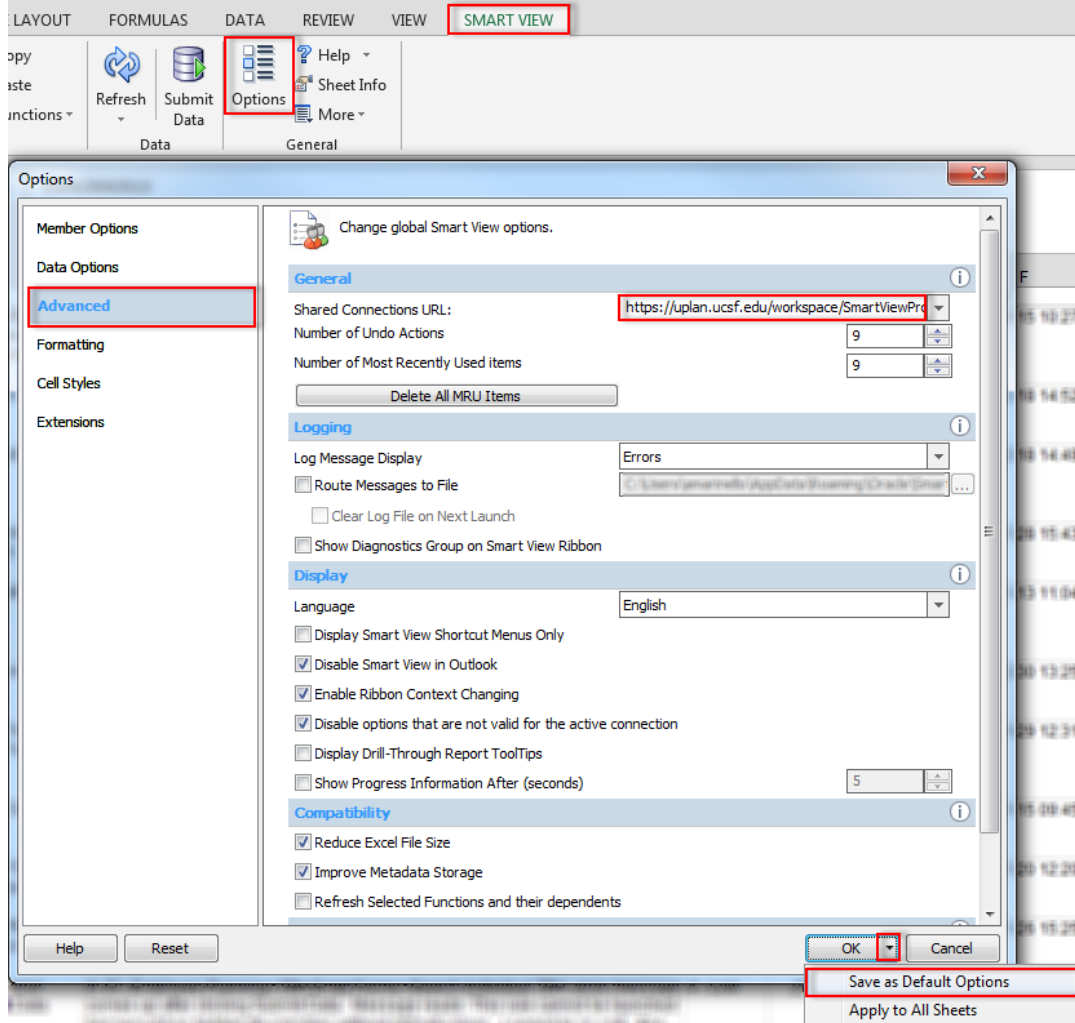 LAYOUT FORMULAS DATA REVIEW VIEW SMART VIEW
opy
aste
unctions
Refresh
Submit Data
Options
Help
Sheet Info
More
Data
General
Options
Member Options
Data Options
Advanced
Formatting
Cell Styles
Extensions
Change global Smart View options.
General
Shared Connections URL: https://uplan.ucsf.edu/workspace/SmartViewPro
Number of Undo Actions 9
Number of Most Recently Used items 9
Delete All MRU Items
Logging
Log Message Display Errors
Route Messages to File ...
Clear Log File on Next Launch
Show Diagnostics Group on Smart View Ribbon
Display
Language English
Display Smart View Shortcut Menus Only
Disable Smart View in Outlook
Enable Ribbon Context Changing
Disable options that are not valid for the active connection
Display Drill-Through Report ToolTips
Show Progress Information After (seconds) 5
Compatibility
Reduce Excel File Size
Improve Metadata Storage
Refresh Selected Functions and their dependents
Help Reset OK Cancel
Save as Default Options
Apply to All Sheets
F